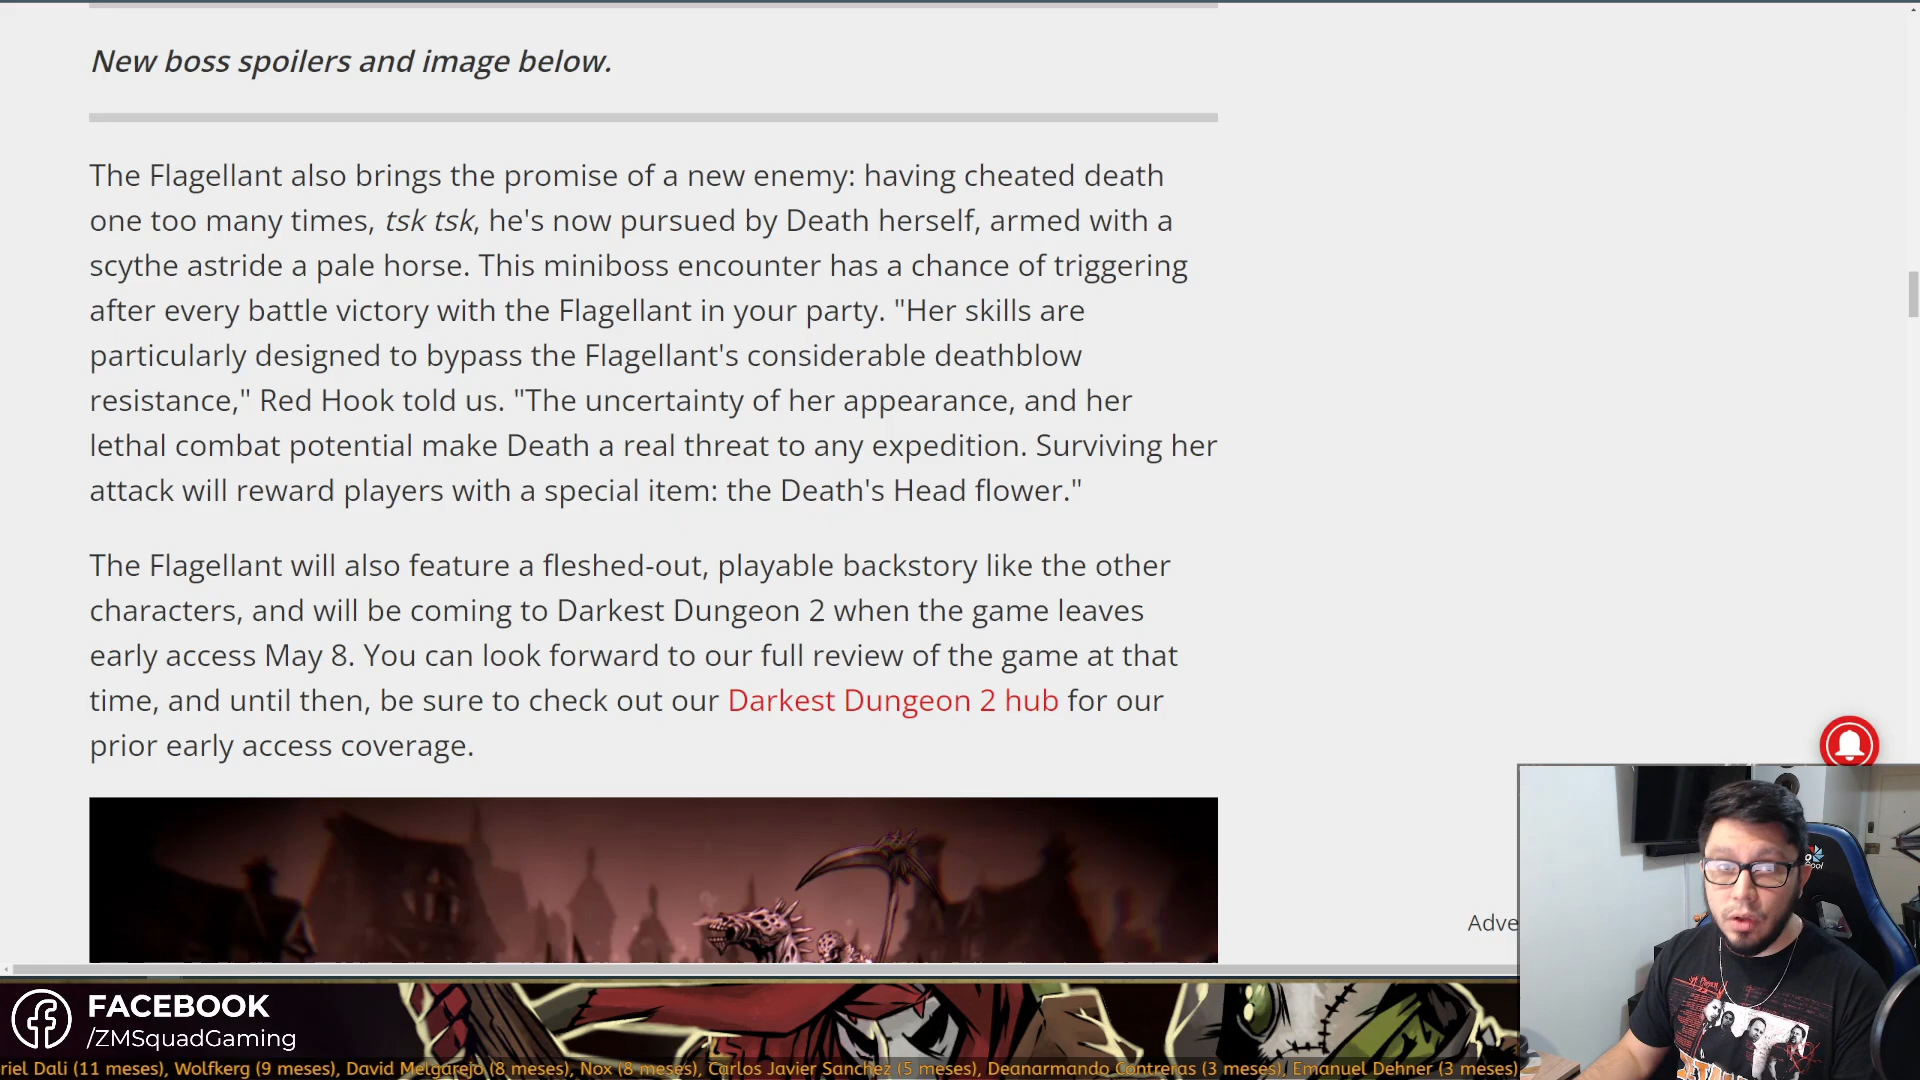 New boss spoilers and image below.
The Flagellant also brings the promise of a new enemy: having cheated death
one too many times, tsk tsk, he's now pursued by Death herself, armed with a
scythe astride a pale horse. This miniboss encounter has a chance of triggering
after every battle victory with the Flagellant in your party. "Her skills are
particularly designed to bypass the Flagellant's considerable deathblow
resistance," Red Hook told us. "The uncertainty of her appearance, and her
lethal combat potential make Death a real threat to any expedition. Surviving her
attack will reward players with a special item: the Death's Head flower."
The Flagellant will also feature a fleshed-out, playable backstory like the other
characters, and will be coming to Darkest Dungeon 2 when the game leaves
early access May 8. You can look forward to our full review of the game at that
time, and until then, be sure to check out our Darkest Dungeon 2 hub for our
prior early access coverage.
Adve
FACEBOOK
/ZMSquadGaming
riel Dali (11 meses), Wolfkerg (9 meses), David Melgarejo (8 meses), Nox (8 meses), Carlos Javier Sanchez (5 meses), Deanarmando Contreras (3 meses), Emanuel Dehner (3 meses)